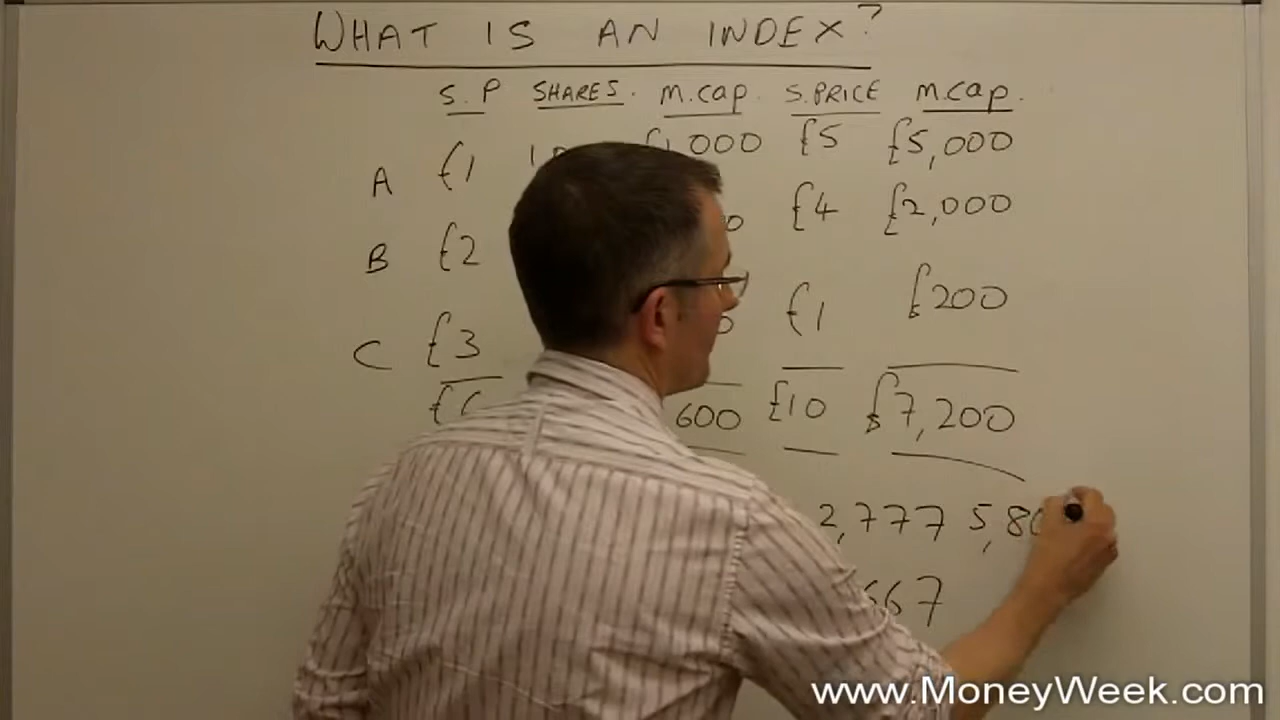 WHAT IS AN INDEX?
S.P SHARES. M.Cap. S.PRICE M.Cap.
A £1 000 £5 £5,000
B £2 £4 £2,000
C £3 £1 £200
600 £10 £7,200
2,777 5,80
667
www.MoneyWeek.com